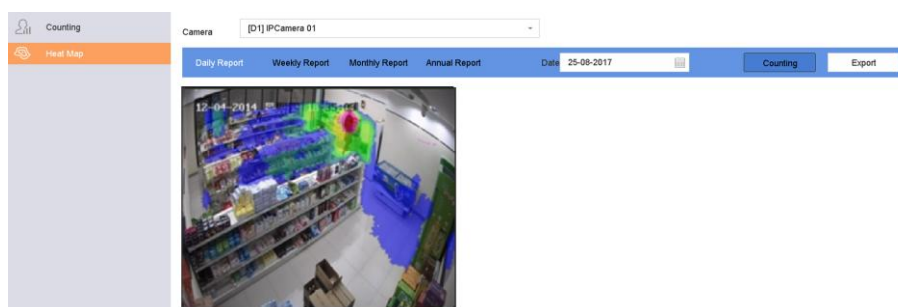 Counting
Heat Map
Camera [D1] IPCamera 01
Daily Report Weekly Report Monthly Report Annual Report Date 25-08-2017 Counting Export
12-04-2014